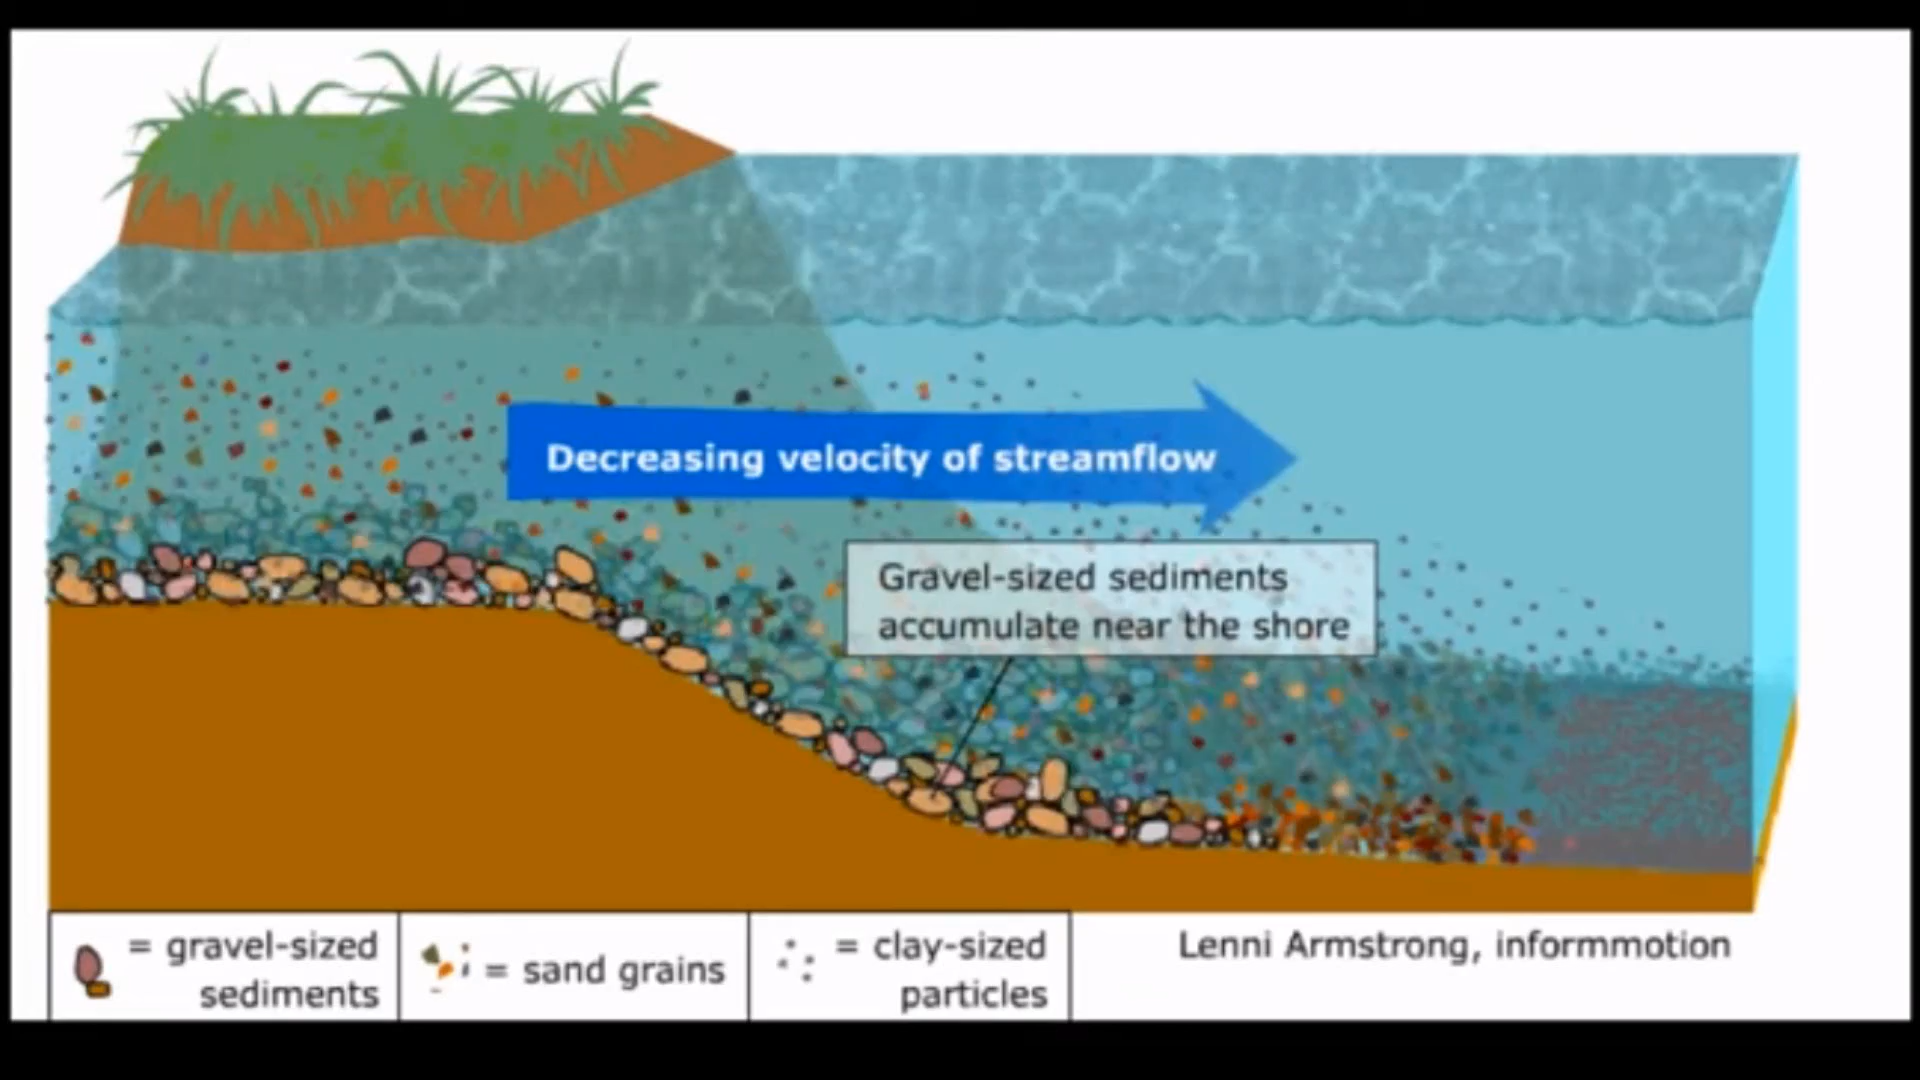 Decreasing velocity of streamflow
Gravel-sized sediments
accumulate near the shore
= gravel-sized
sediments
= sand grains
= clay-sized
particles
Lenni Armstrong, informmotion